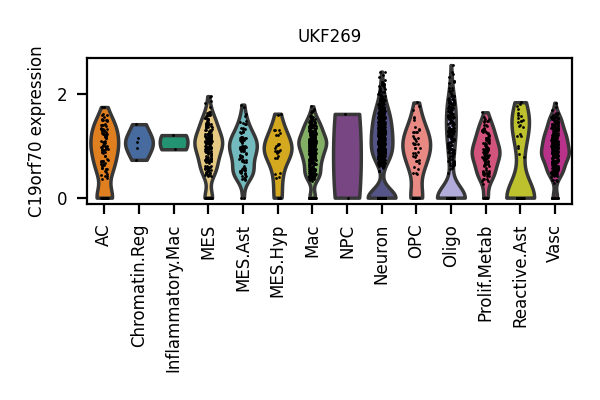 UKF269
C19orf70 expression
2
0
AC
Chromatin.Reg
Inflammatory.Mac
MES
MES.Ast
MES.Hyp
Mac
NPC
Neuron
OPC
Oligo
Prolif.Metab
Reactive.Ast
Vasc